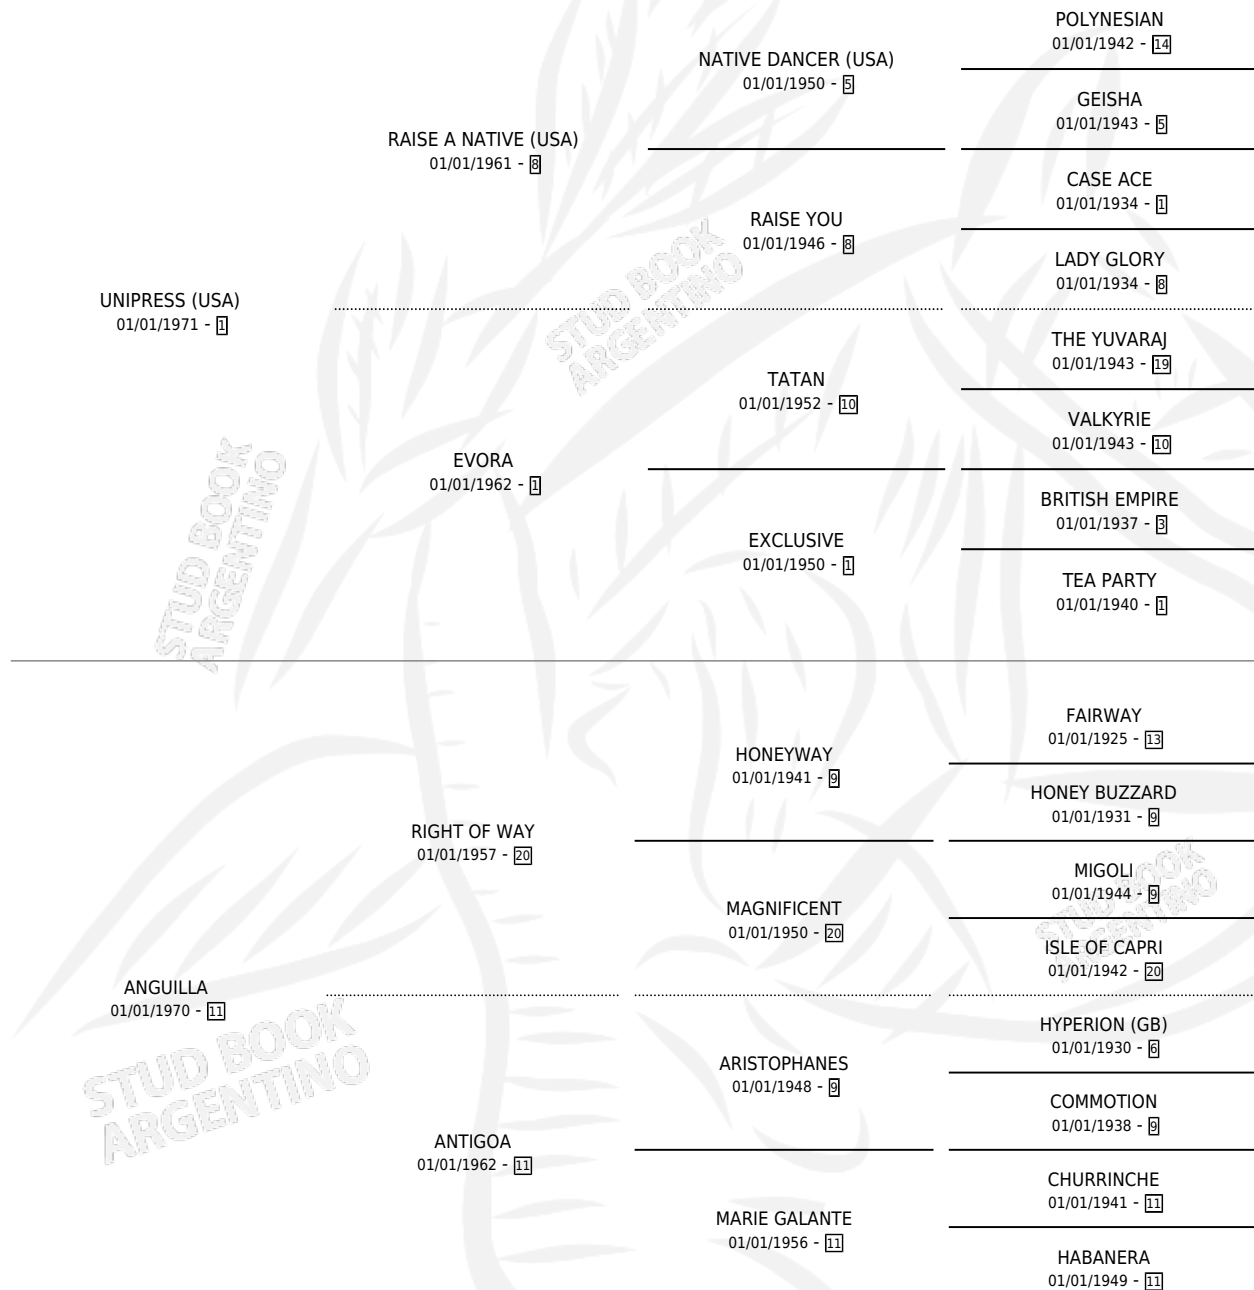 UNIPRESS (USA)
01/01/1971 - 1
RAISE A NATIVE (USA)
01/01/1961 - 8
NATIVE DANCER (USA)
01/01/1950 - 5
POLYNESIAN
01/01/1942 - 14
GEISHA
01/01/1943 - 5
RAISE YOU
01/01/1946 - 8
CASE ACE
01/01/1934 - 1
LADY GLORY
01/01/1934 - 8
EVORA
01/01/1962 - 1
TATAN
01/01/1952 - 10
THE YUVARAJ
01/01/1943 - 19
VALKYRIE
01/01/1943 - 10
EXCLUSIVE
01/01/1950 - 1
BRITISH EMPIRE
01/01/1937 - 3
TEA PARTY
01/01/1940 - 1
ANGUILLA
01/01/1970 - 11
RIGHT OF WAY
01/01/1957 - 20
HONEYWAY
01/01/1941 - 9
FAIRWAY
01/01/1925 - 13
HONEY BUZZARD
01/01/1931 - 9
MAGNIFICENT
01/01/1950 - 20
MIGOLI
01/01/1944 - 9
ISLE OF CAPRI
01/01/1942 - 20
ANTIGOA
01/01/1962 - 11
ARISTOPHANES
01/01/1948 - 9
HYPERION (GB)
01/01/1930 - 6
COMMOTION
01/01/1938 - 9
MARIE GALANTE
01/01/1956 - 11
CHURRINCHE
01/01/1941 - 11
HABANERA
01/01/1949 - 11
STUD BOOK
ARGENTINO
STUD BOOK
ARGENTINO
STUD BOOK
ARGENTINO
STUD BOOK
ARGENTINO